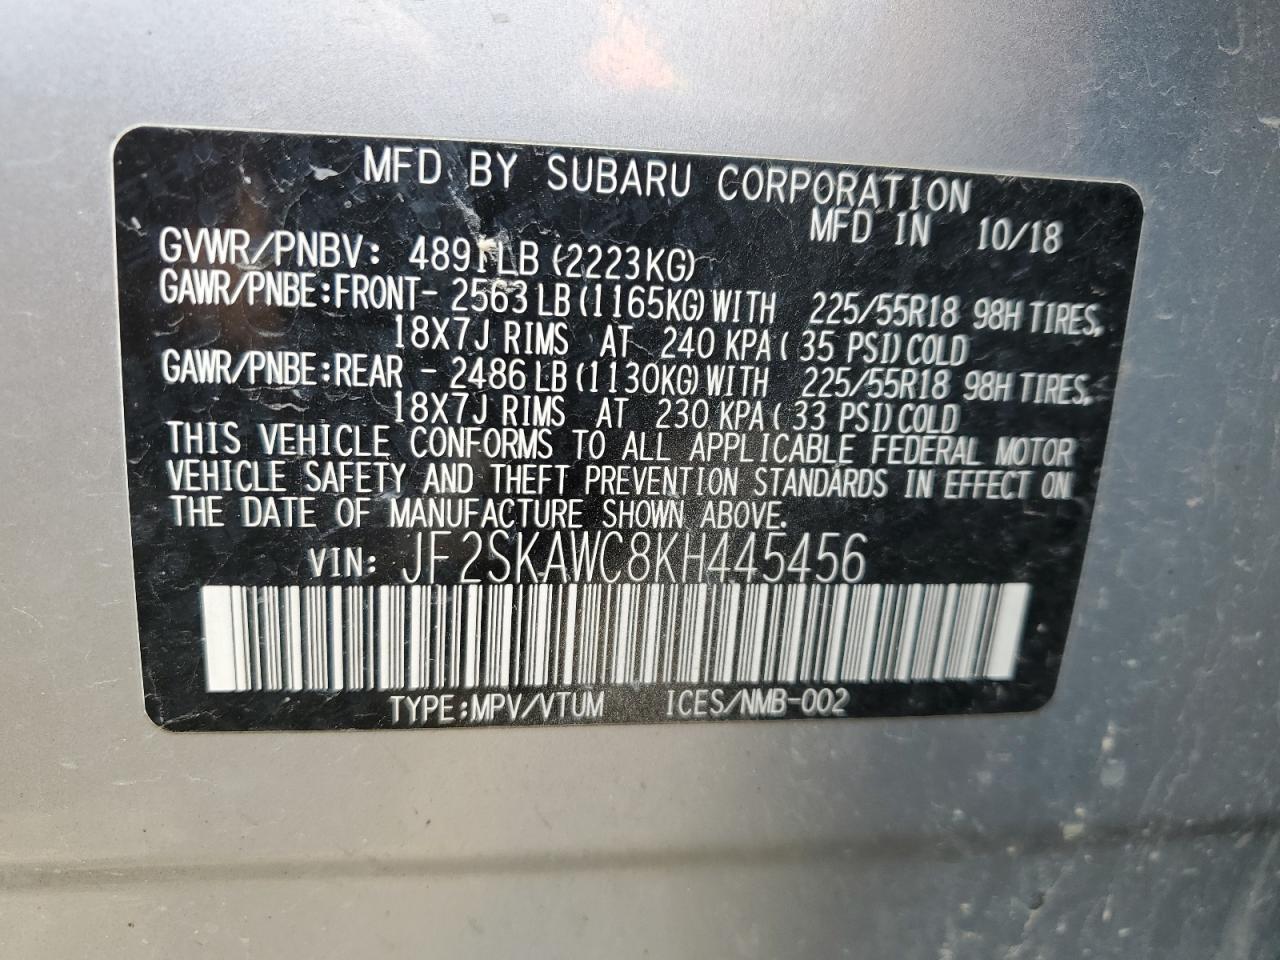 MFD BY SUBARU CORPORATION
MFD IN 10/18
GVWR/PNBV: 4891LB (2223KG)
GAWR/PNBE:FRONT- 2563LB (1165KG) WITH 225/55R18 98H TIRES,
18X7J RIMS AT 240 KPA( 35 PSI) COLD
GAWR/PNBE:REAR - 2486LB (1130KG) WITH 225/55R18 98H TIRES,
18X7J RIMS AT 230 KPA( 33 PSI) COLD
THIS VEHICLE CONFORMS TO ALL APPLICABLE FEDERAL MOTOR
VEHICLE SAFETY AND THEFT PREVENTION STANDARDS IN EFFECT ON
THE DATE OF MANUFACTURE SHOWN ABOVE.
VIN: JF2SKAWC8KH445456
TYPE:MPV/VTUM ICES/NMB-002